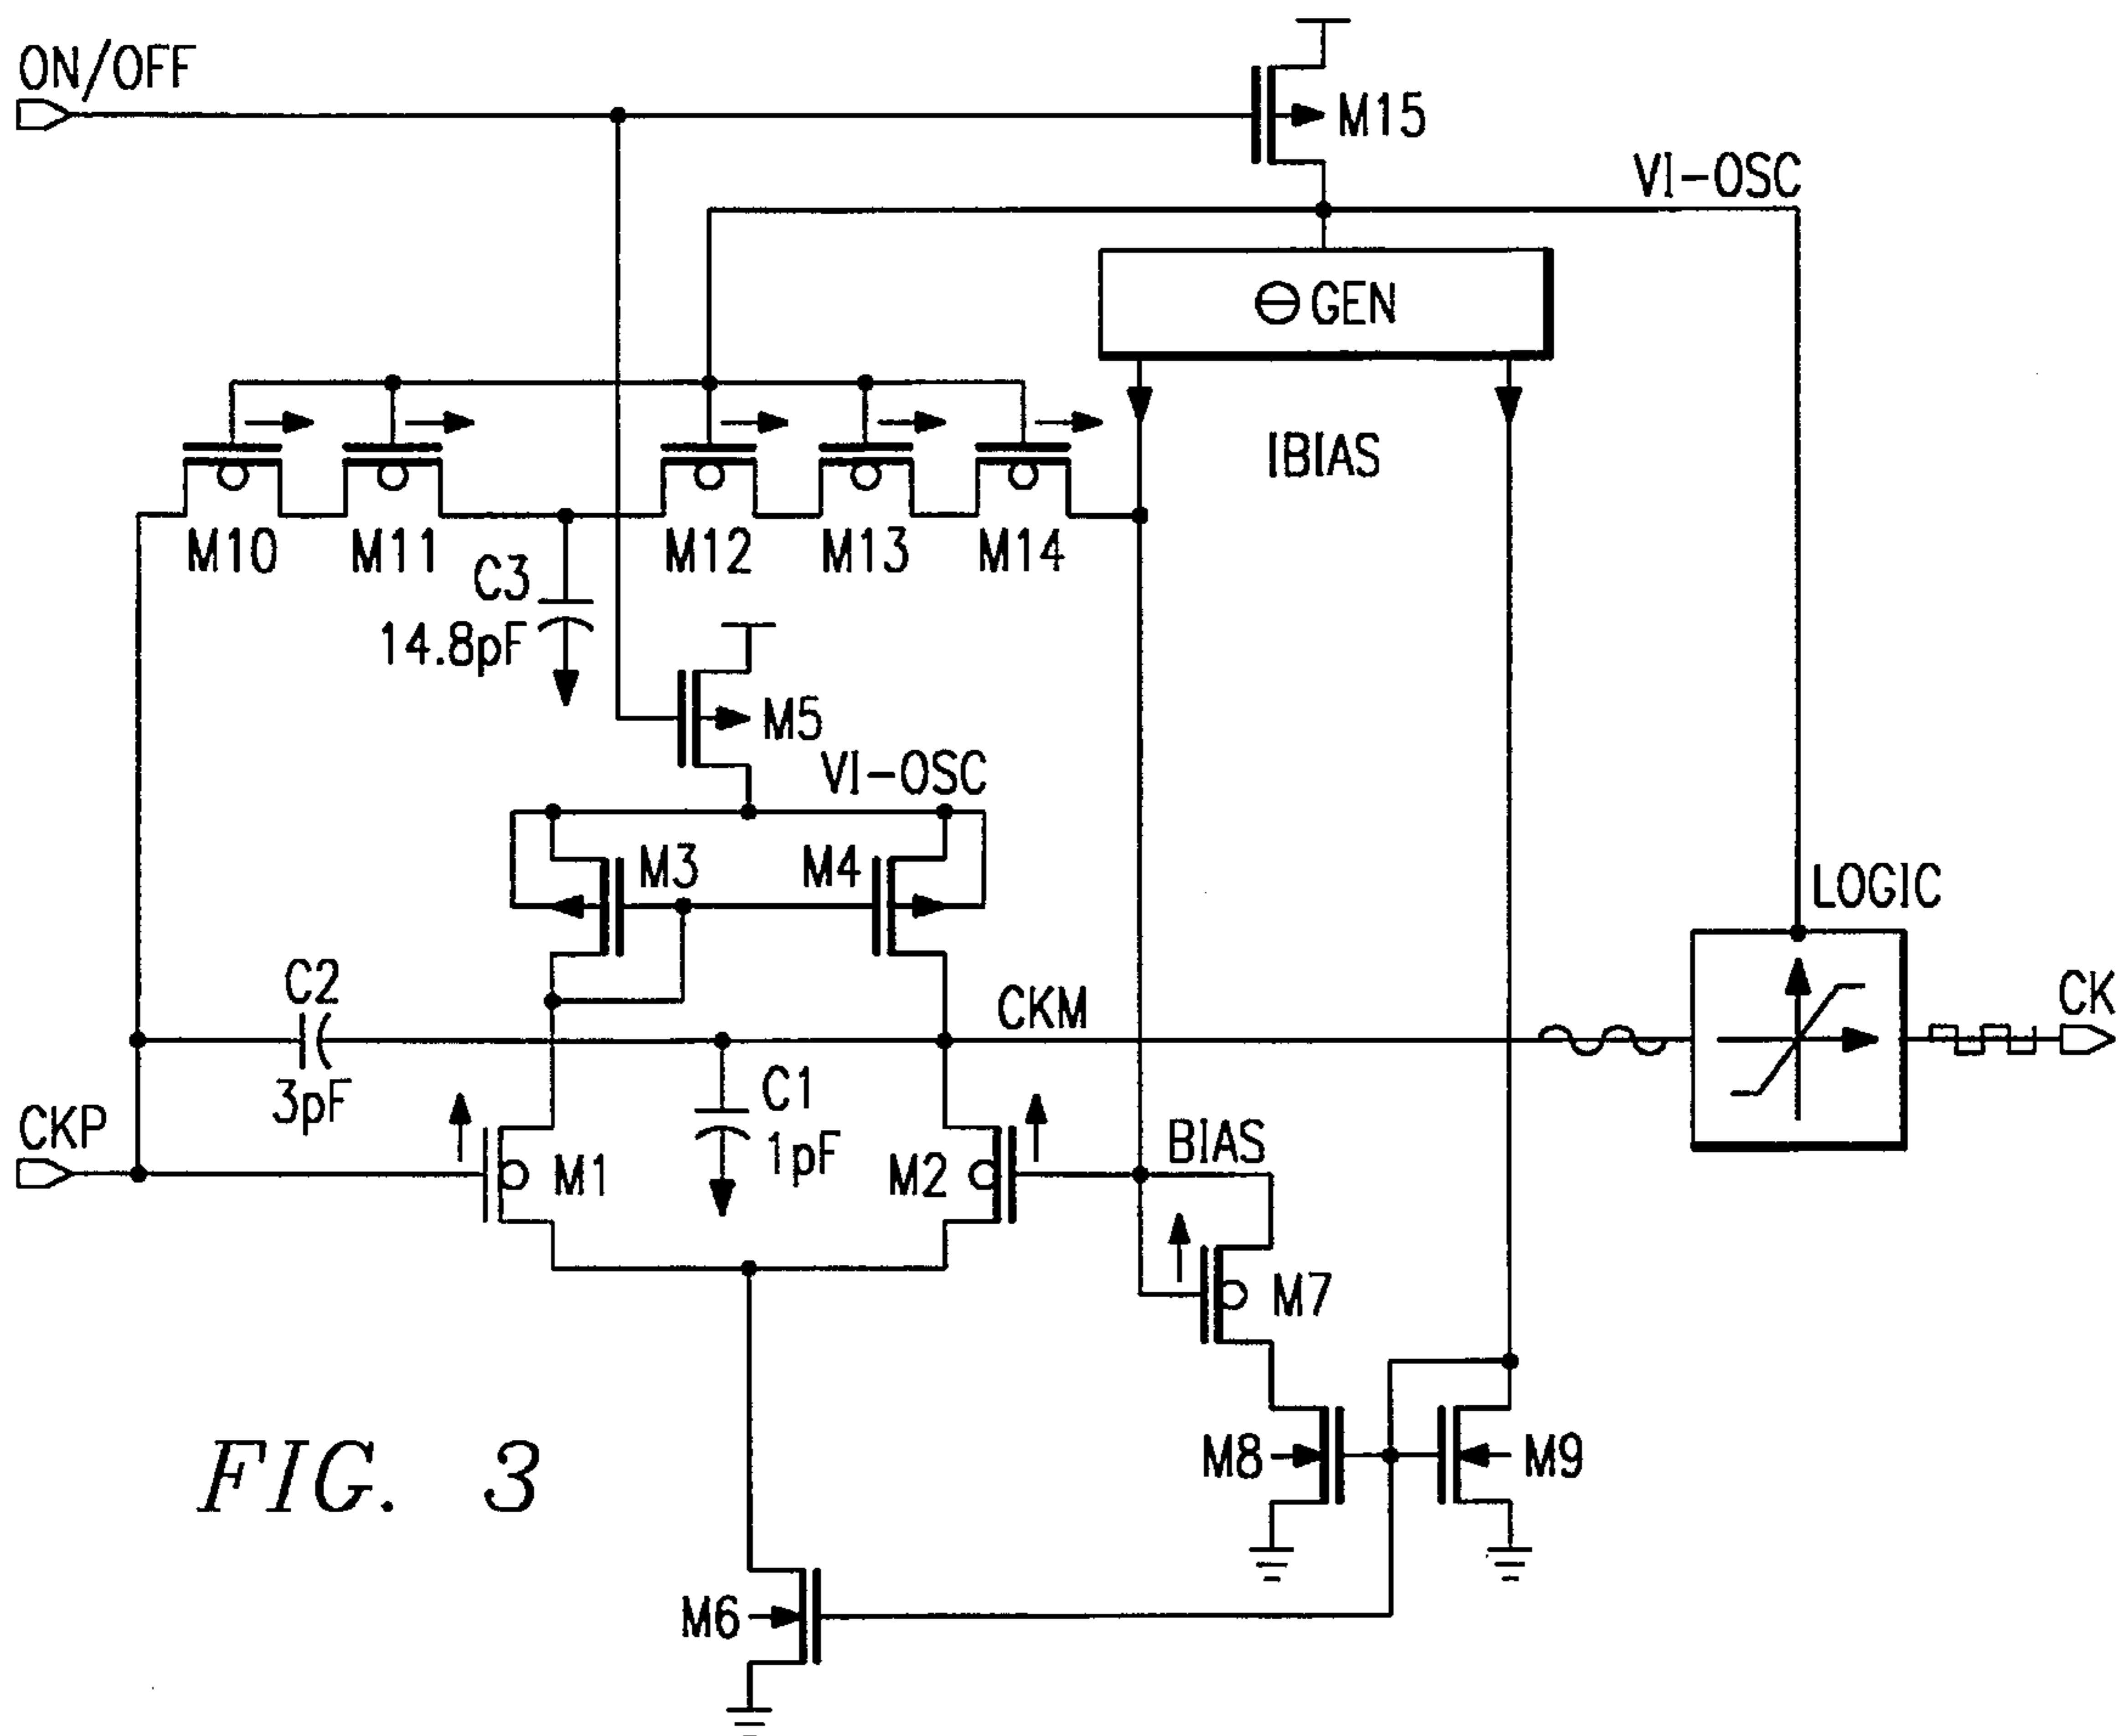 ON/OFF
M15
VI-OSC
⊖ GEN
IBIAS
M10
M11
M12
M13
M14
C3
14.8pF
M5
VI-OSC
M3
M4
LOGIC
C2
3pF
CKM
CK
CKP
C1
1pF
BIAS
M1
M2
M7
M8
M9
FIG. 3
M6